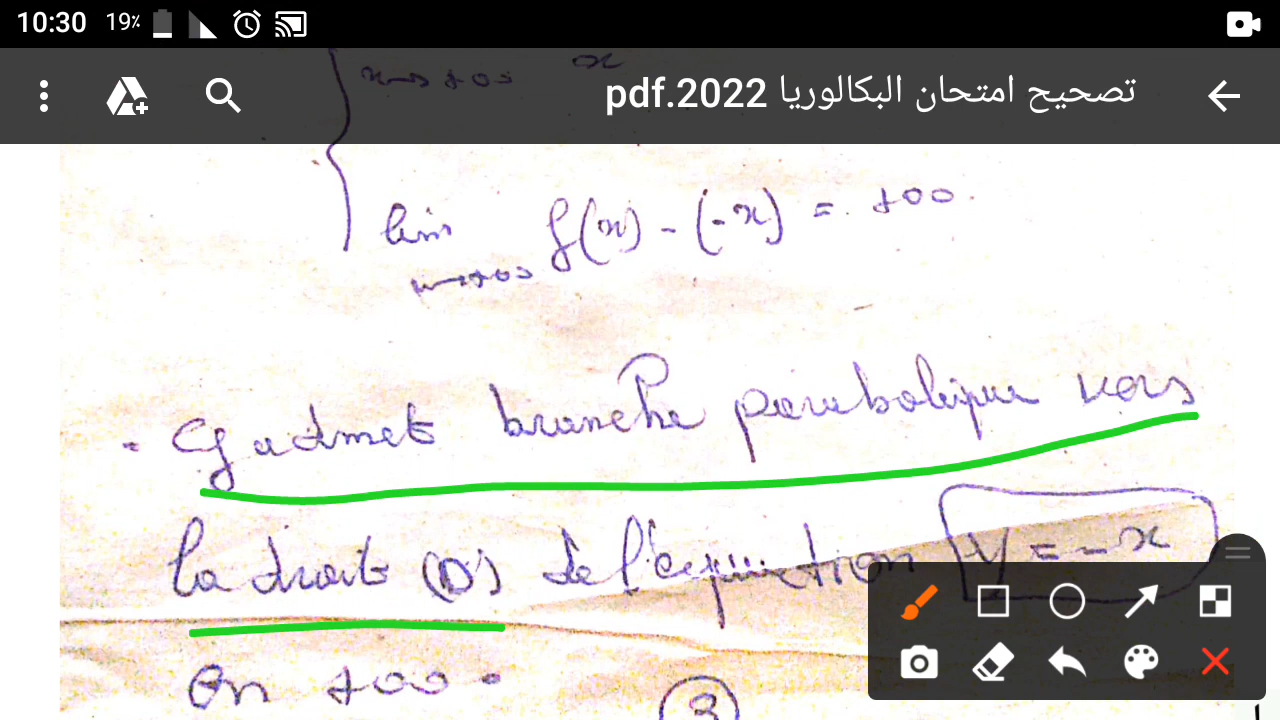 10:30 19%
تصحيح امتحان البكالوريا 2022.pdf
x→+∞ x
lim f(x) - (-x) = +∞
x→+∞
Cf admet branche parabolique vers
la droite (D) de l'équation y = -x
en +∞.
3